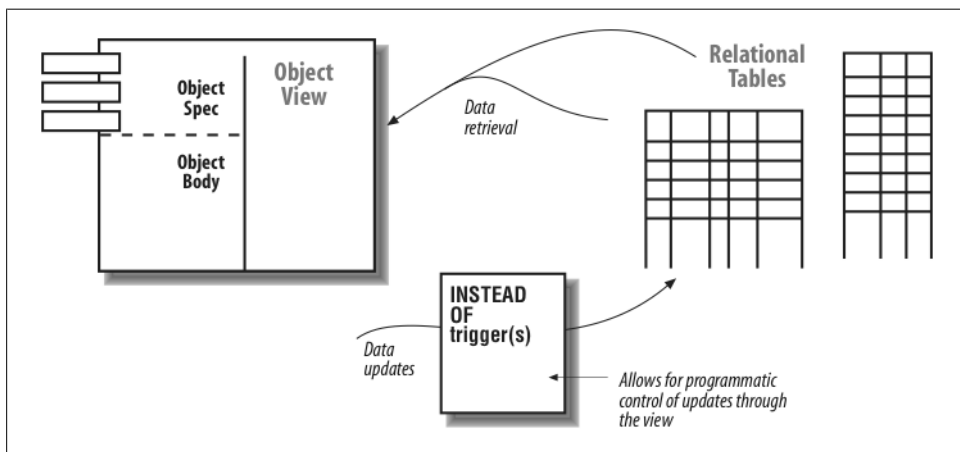 Object
Spec
Object
View
Object
Body
Data
retrieval
Relational
Tables
INSTEAD
OF
trigger(s)
Data
updates
Allows for programmatic
control of updates through
the view